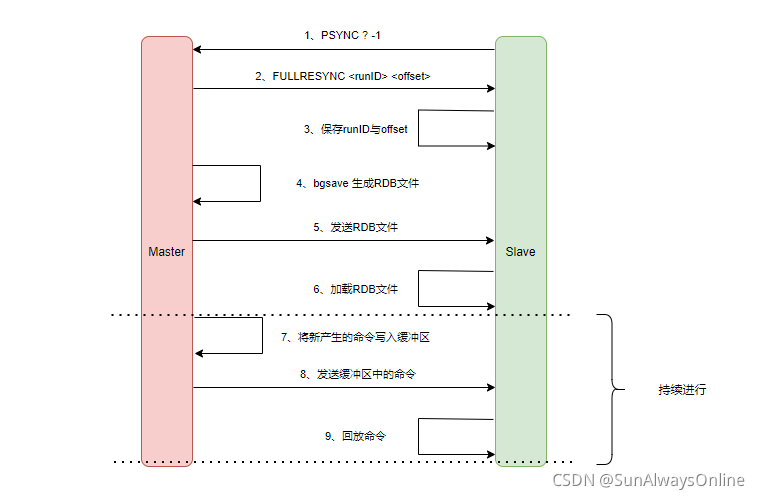 1、PSYNC ? -1
2、FULLRESYNC <runID> <offset>
3、保存runID与offset
4、bgsave 生成RDB文件
5、发送RDB文件
Master
Slave
6、加载RDB文件
7、将新产生的命令写入缓冲区
8、发送缓冲区中的命令
持续进行
9、回放命令
CSDN @SunAlwaysOnline